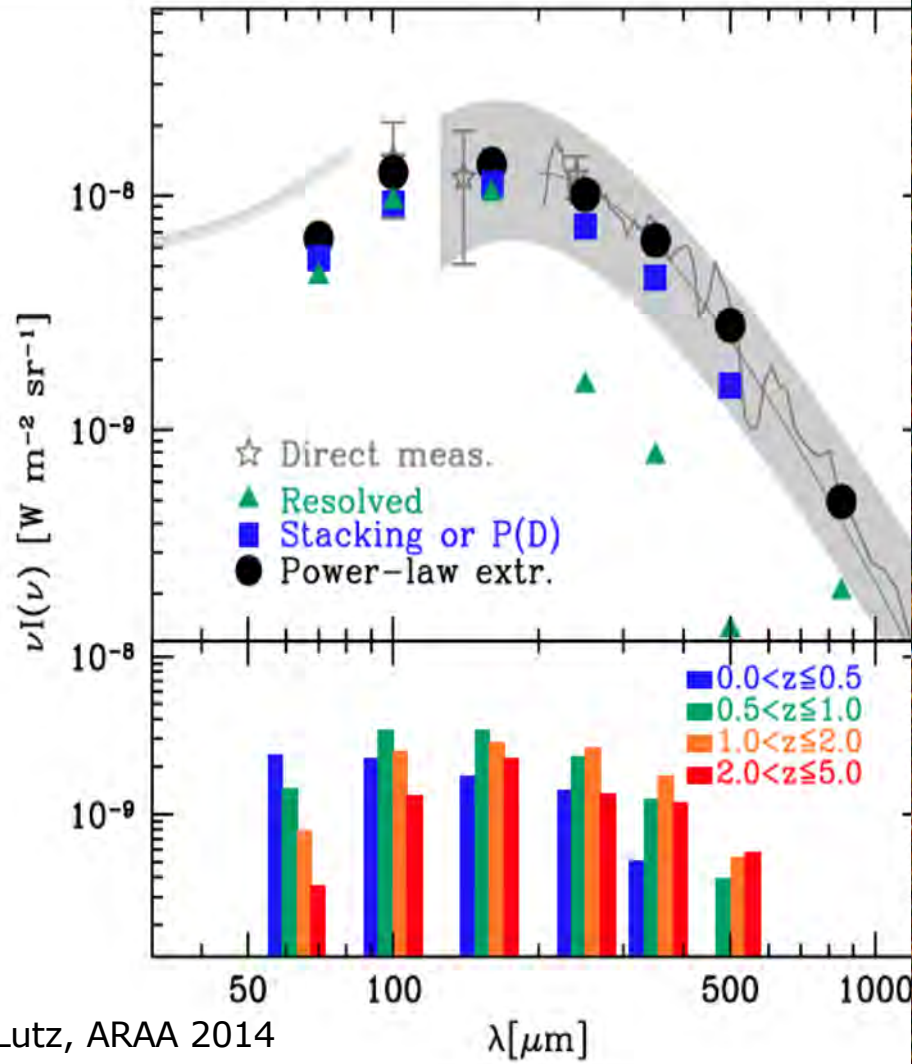 10⁻⁸
10⁻⁹
νI(ν) [W m⁻² sr⁻¹]
☆ Direct meas.
▲ Resolved
■ Stacking or P(D)
● Power-law extr.
10⁻⁸
10⁻⁹
0.0<z≦0.5
0.5<z≦1.0
1.0<z≦2.0
2.0<z≦5.0
50 100 500 1000
λ[μm]
Lutz, ARAA 2014